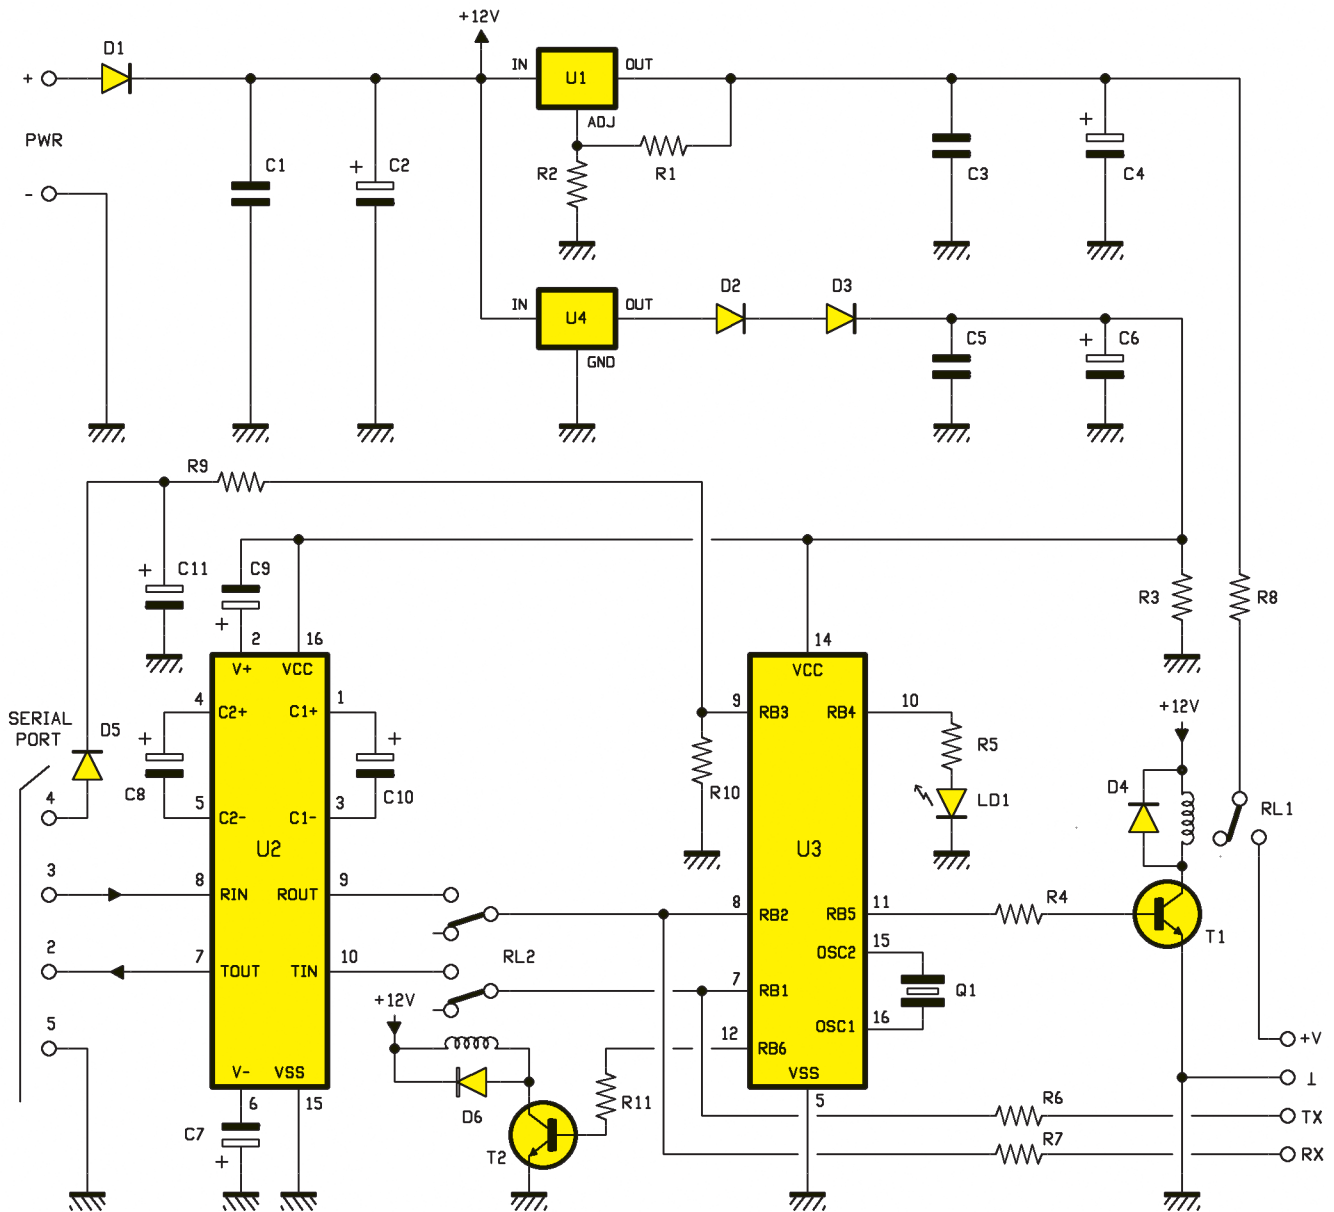 +12V
D1
IN
U1
OUT
+
ADJ
PWR
C1
+
C2
R2
R1
C3
+
C4
-
IN
U4
OUT
D2
D3
GND
C5
+
C6
R9
+
C11
C9
+
R3
R8
2
16
14
V+
VCC
VCC
SERIAL
PORT
D5
4
C2+
C1+
1
9
RB3
RB4
10
+12V
+
+
R5
C8
C10
R10
D4
LD1
RL1
4
5
C2-
C1-
3
U2
U3
3
8
RIN
ROUT
9
8
RB2
RB5
11
R4
T1
2
7
TOUT
TIN
10
RL2
OSC2
15
7
RB1
Q1
+12V
5
OSC1
16
12
RB6
+V
V-
VSS
VSS
⊥
6
15
D6
R11
5
R6
TX
C7
+
T2
R7
RX